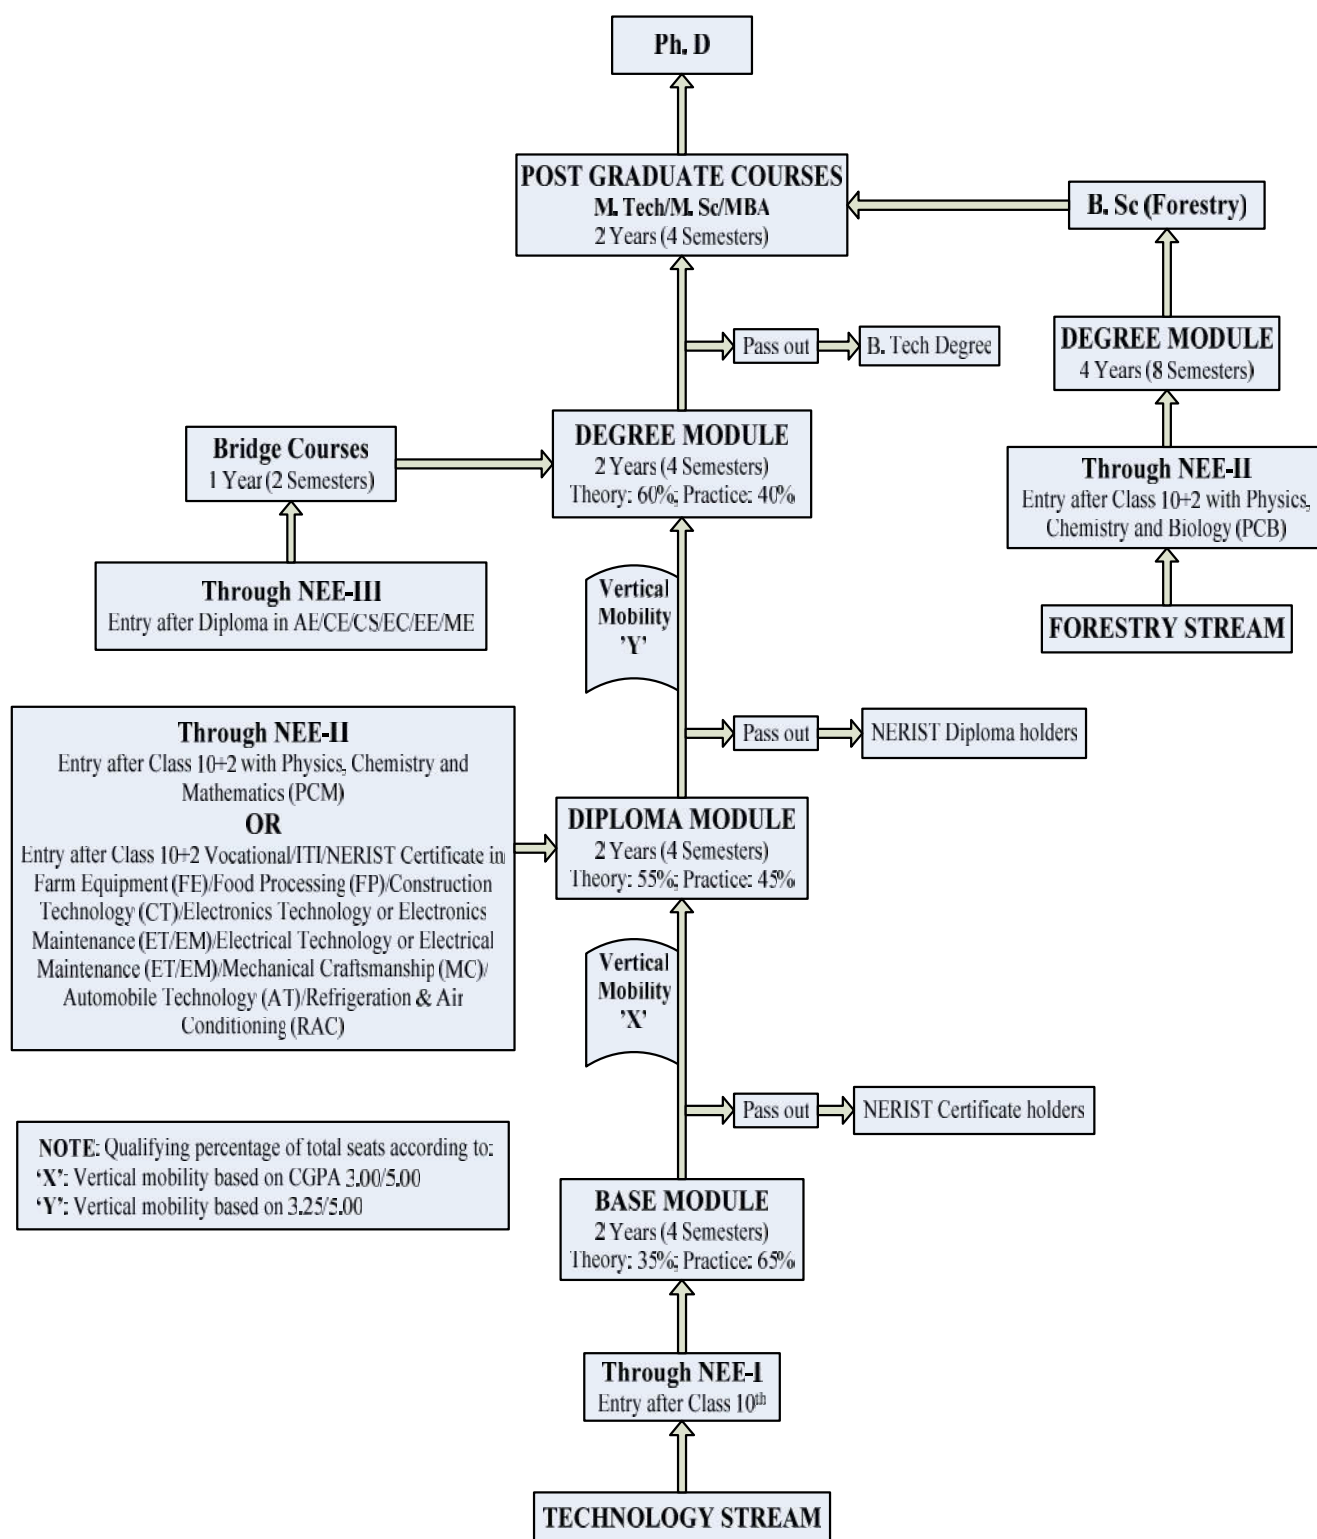 Ph. D
POST GRADUATE COURSES
M. Tech/M. Sc/MBA
2 Years (4 Semesters)
B. Sc (Forestry)
Pass out
B. Tech Degree
DEGREE MODULE
4 Years (8 Semesters)
Bridge Courses
1 Year (2 Semesters)
DEGREE MODULE
2 Years (4 Semesters)
Theory: 60%; Practice: 40%
Through NEE-II
Entry after Class 10+2 with Physics,
Chemistry and Biology (PCB)
Through NEE-III
Entry after Diploma in AE/CE/CS/EC/EE/ME
Vertical
Mobility
'Y'
FORESTRY STREAM
Through NEE-II
Entry after Class 10+2 with Physics, Chemistry and
Mathematics (PCM)
OR
Entry after Class 10+2 Vocational/ITI/NERIST Certificate in
Farm Equipment (FE)/Food Processing (FP)/Construction
Technology (CT)/Electronics Technology or Electronics
Maintenance (ET/EM)/Electrical Technology or Electrical
Maintenance (ET/EM)/Mechanical Craftsmanship (MC)/
Automobile Technology (AT)/Refrigeration & Air
Conditioning (RAC)
Pass out
NERIST Diploma holders
DIPLOMA MODULE
2 Years (4 Semesters)
Theory: 55%; Practice: 45%
Vertical
Mobility
'X'
Pass out
NERIST Certificate holders
NOTE: Qualifying percentage of total seats according to:
'X': Vertical mobility based on CGPA 3.00/5.00
'Y': Vertical mobility based on 3.25/5.00
BASE MODULE
2 Years (4 Semesters)
Theory: 35%; Practice: 65%
Through NEE-I
Entry after Class 10th
TECHNOLOGY STREAM